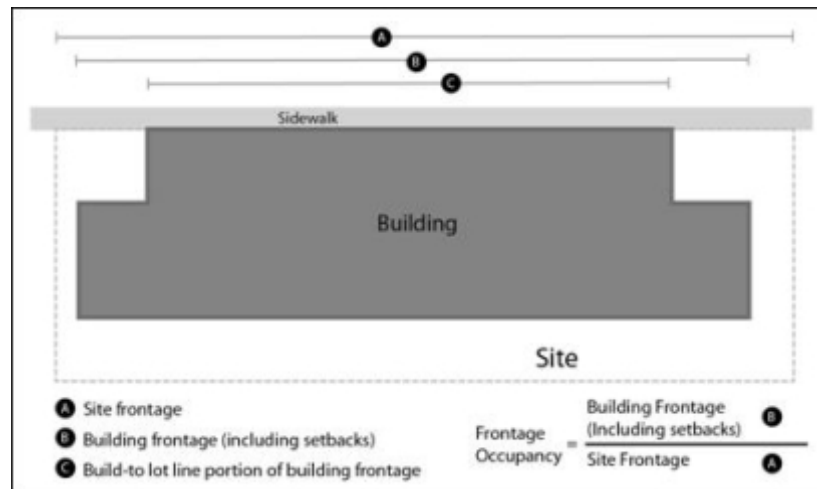 A
B
C
Sidewalk
Building
Site
A Site frontage
B Building frontage (including setbacks)
C Build-to lot line portion of building frontage
Frontage
Occupancy
=
Building Frontage
(Including setbacks) B
Site Frontage A